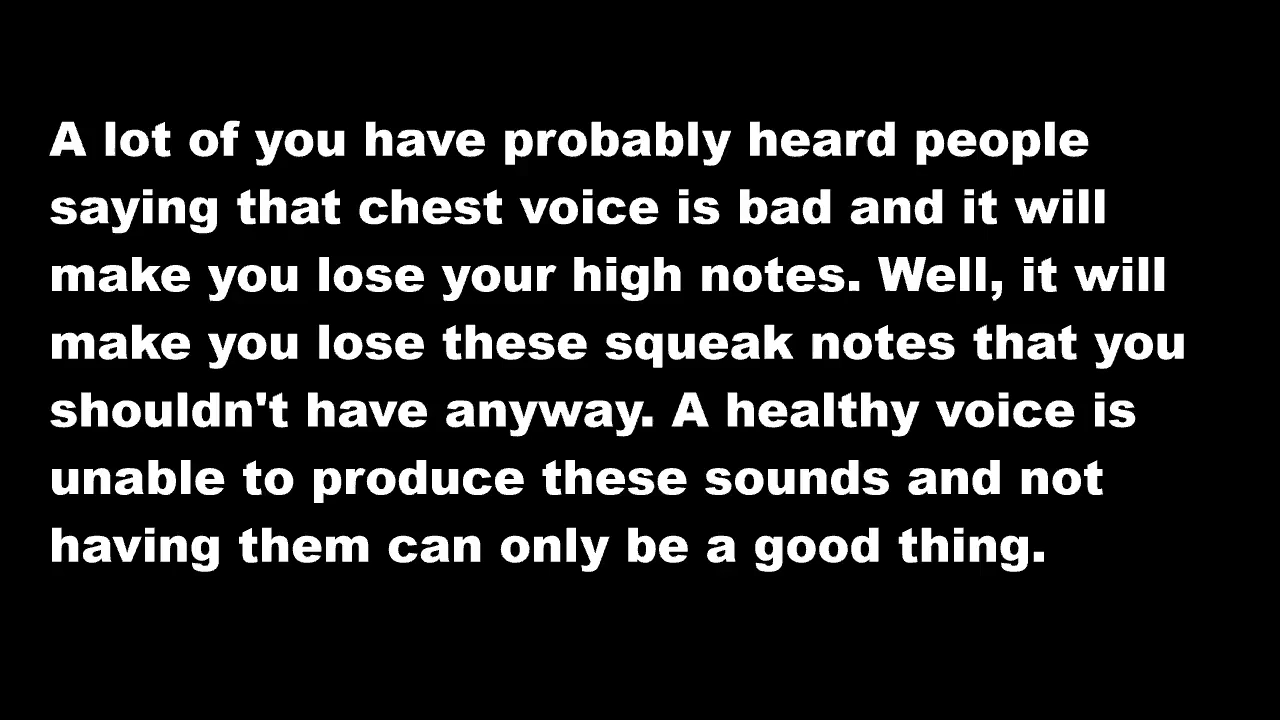 A lot of you have probably heard people
saying that chest voice is bad and it will
make you lose your high notes. Well, it will
make you lose these squeak notes that you
shouldn't have anyway. A healthy voice is
unable to produce these sounds and not
having them can only be a good thing.